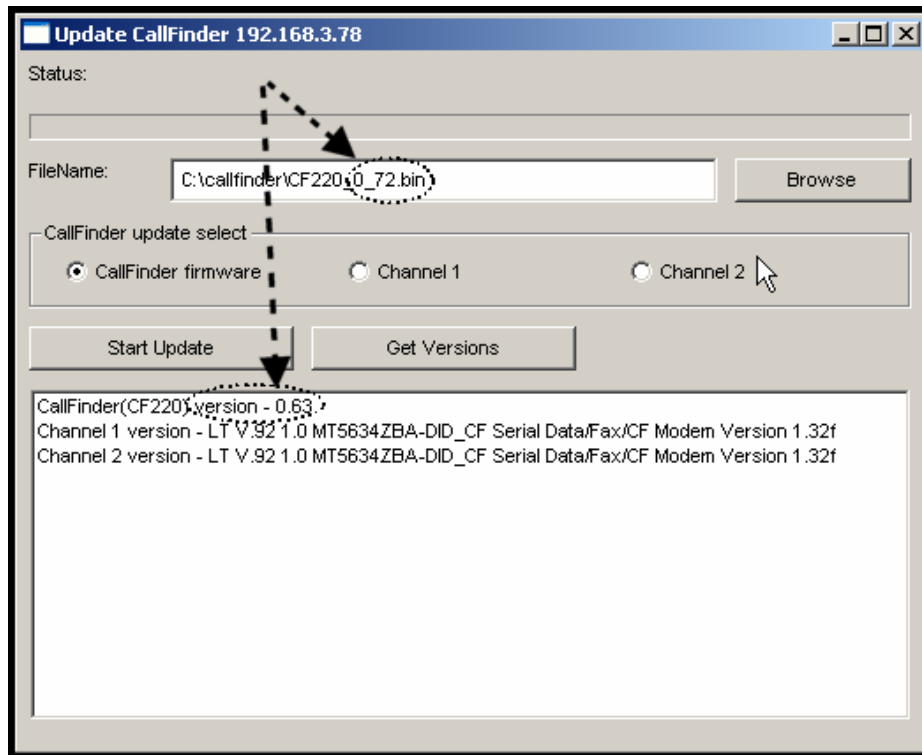 Update CallFinder 192.168.3.78
Status:
FileName:
C:\callfinder\CF220_0_72.bin
Browse
CallFinder update select
CallFinder firmware
Channel 1
Channel 2
Start Update
Get Versions
CallFinder(CF220) version - 0.63.
Channel 1 version - LT V.92 1.0 MT5634ZBA-DID_CF Serial Data/Fax/CF Modem Version 1.32f
Channel 2 version - LT V.92 1.0 MT5634ZBA-DID_CF Serial Data/Fax/CF Modem Version 1.32f